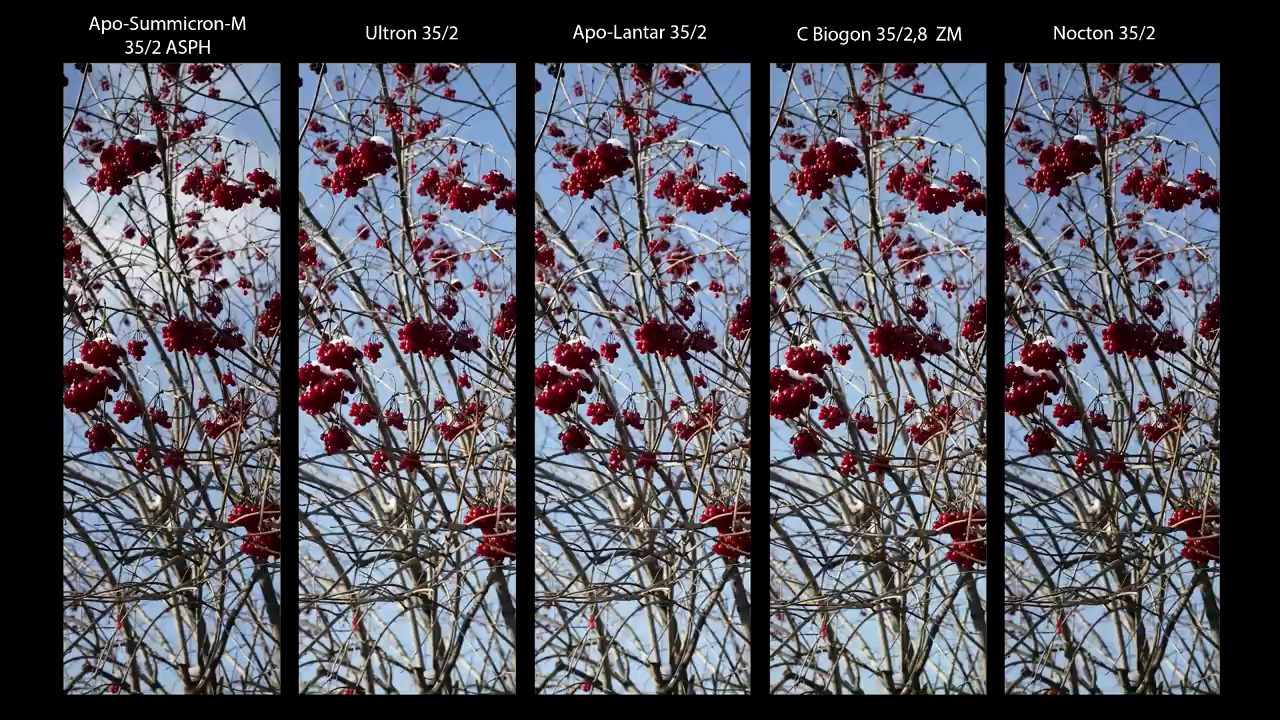 Apo-Summicron-M
35/2 ASPH
Ultron 35/2
Apo-Lantar 35/2
C Biogon 35/2,8 ZM
Nocton 35/2